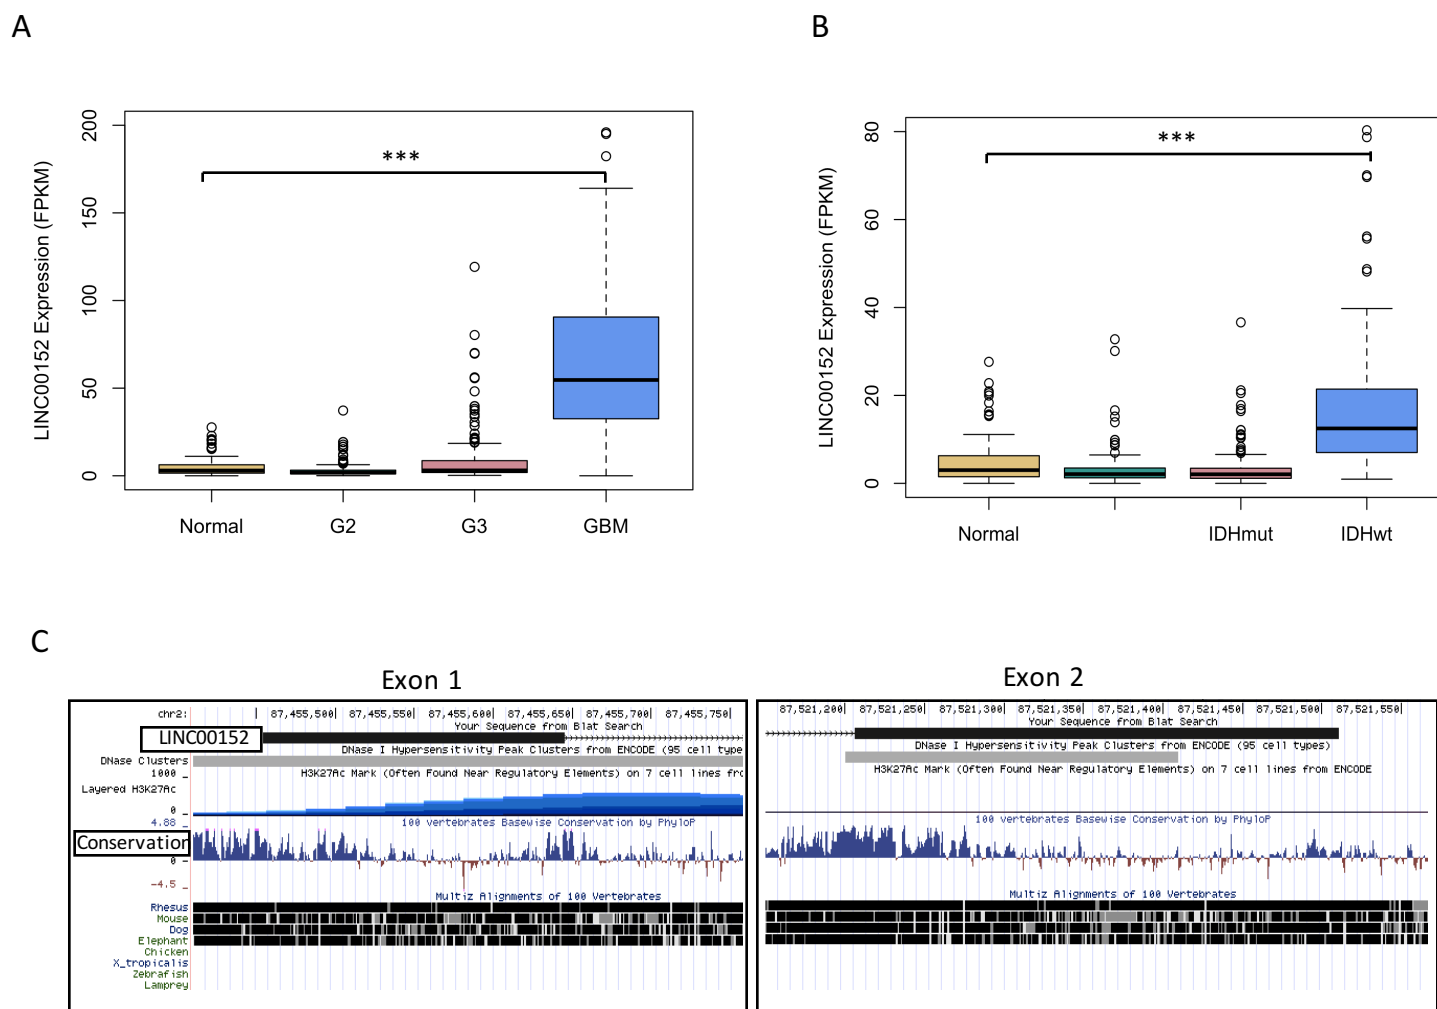 A
B
LINC00152 Expression (FPKM)
200
150
100
50
0
***
Normal
G2
G3
GBM
LINC00152 Expression (FPKM)
80
60
40
20
0
***
Normal
IDHmut
IDHwt
C
Exon 1
Exon 2
chr2:
87,455,500|
87,455,550|
87,455,600|
87,455,650|
87,455,700|
87,455,750|
Your Sequence from Blat Search
LINC00152
DNase I Hypersensitivity Peak Clusters from ENCODE (95 cell type
DNase Clusters
H3K27Ac Mark (Often Found Near Regulatory Elements) on 7 cell lines fro
1000 _
Layered H3K27Ac
0 _
4.88 _
100 vertebrates Basewise Conservation by PhyloP
Conservation
0 _
-4.5 _
Multiz Alignments of 100 Vertebrates
Rhesus
Mouse
Dog
Elephant
Chicken
X_tropicalis
Zebrafish
Lamprey
87,521,200|
87,521,250|
87,521,300|
87,521,350|
87,521,400|
87,521,450|
87,521,500|
87,521,550|
Your Sequence from Blat Search
DNase I Hypersensitivity Peak Clusters from ENCODE (95 cell types)
H3K27Ac Mark (Often Found Near Regulatory Elements) on 7 cell lines from ENCODE
100 vertebrates Basewise Conservation by PhyloP
Multiz Alignments of 100 Vertebrates